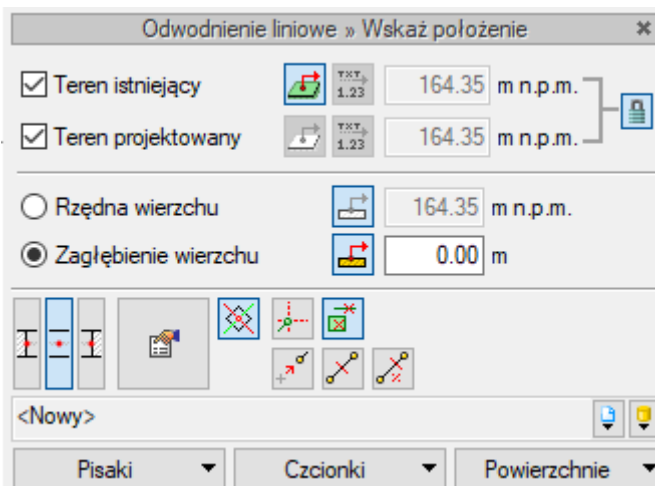 Odwodnienie liniowe » Wskaż położenie
Teren istniejący TXT 1.23 164.35 m n.p.m.
Teren projektowany TXT 1.23 164.35 m n.p.m.
Rzędna wierzchu 164.35 m n.p.m.
Zagłębienie wierzchu 0.00 m
<Nowy>
Pisaki Czcionki Powierzchnie